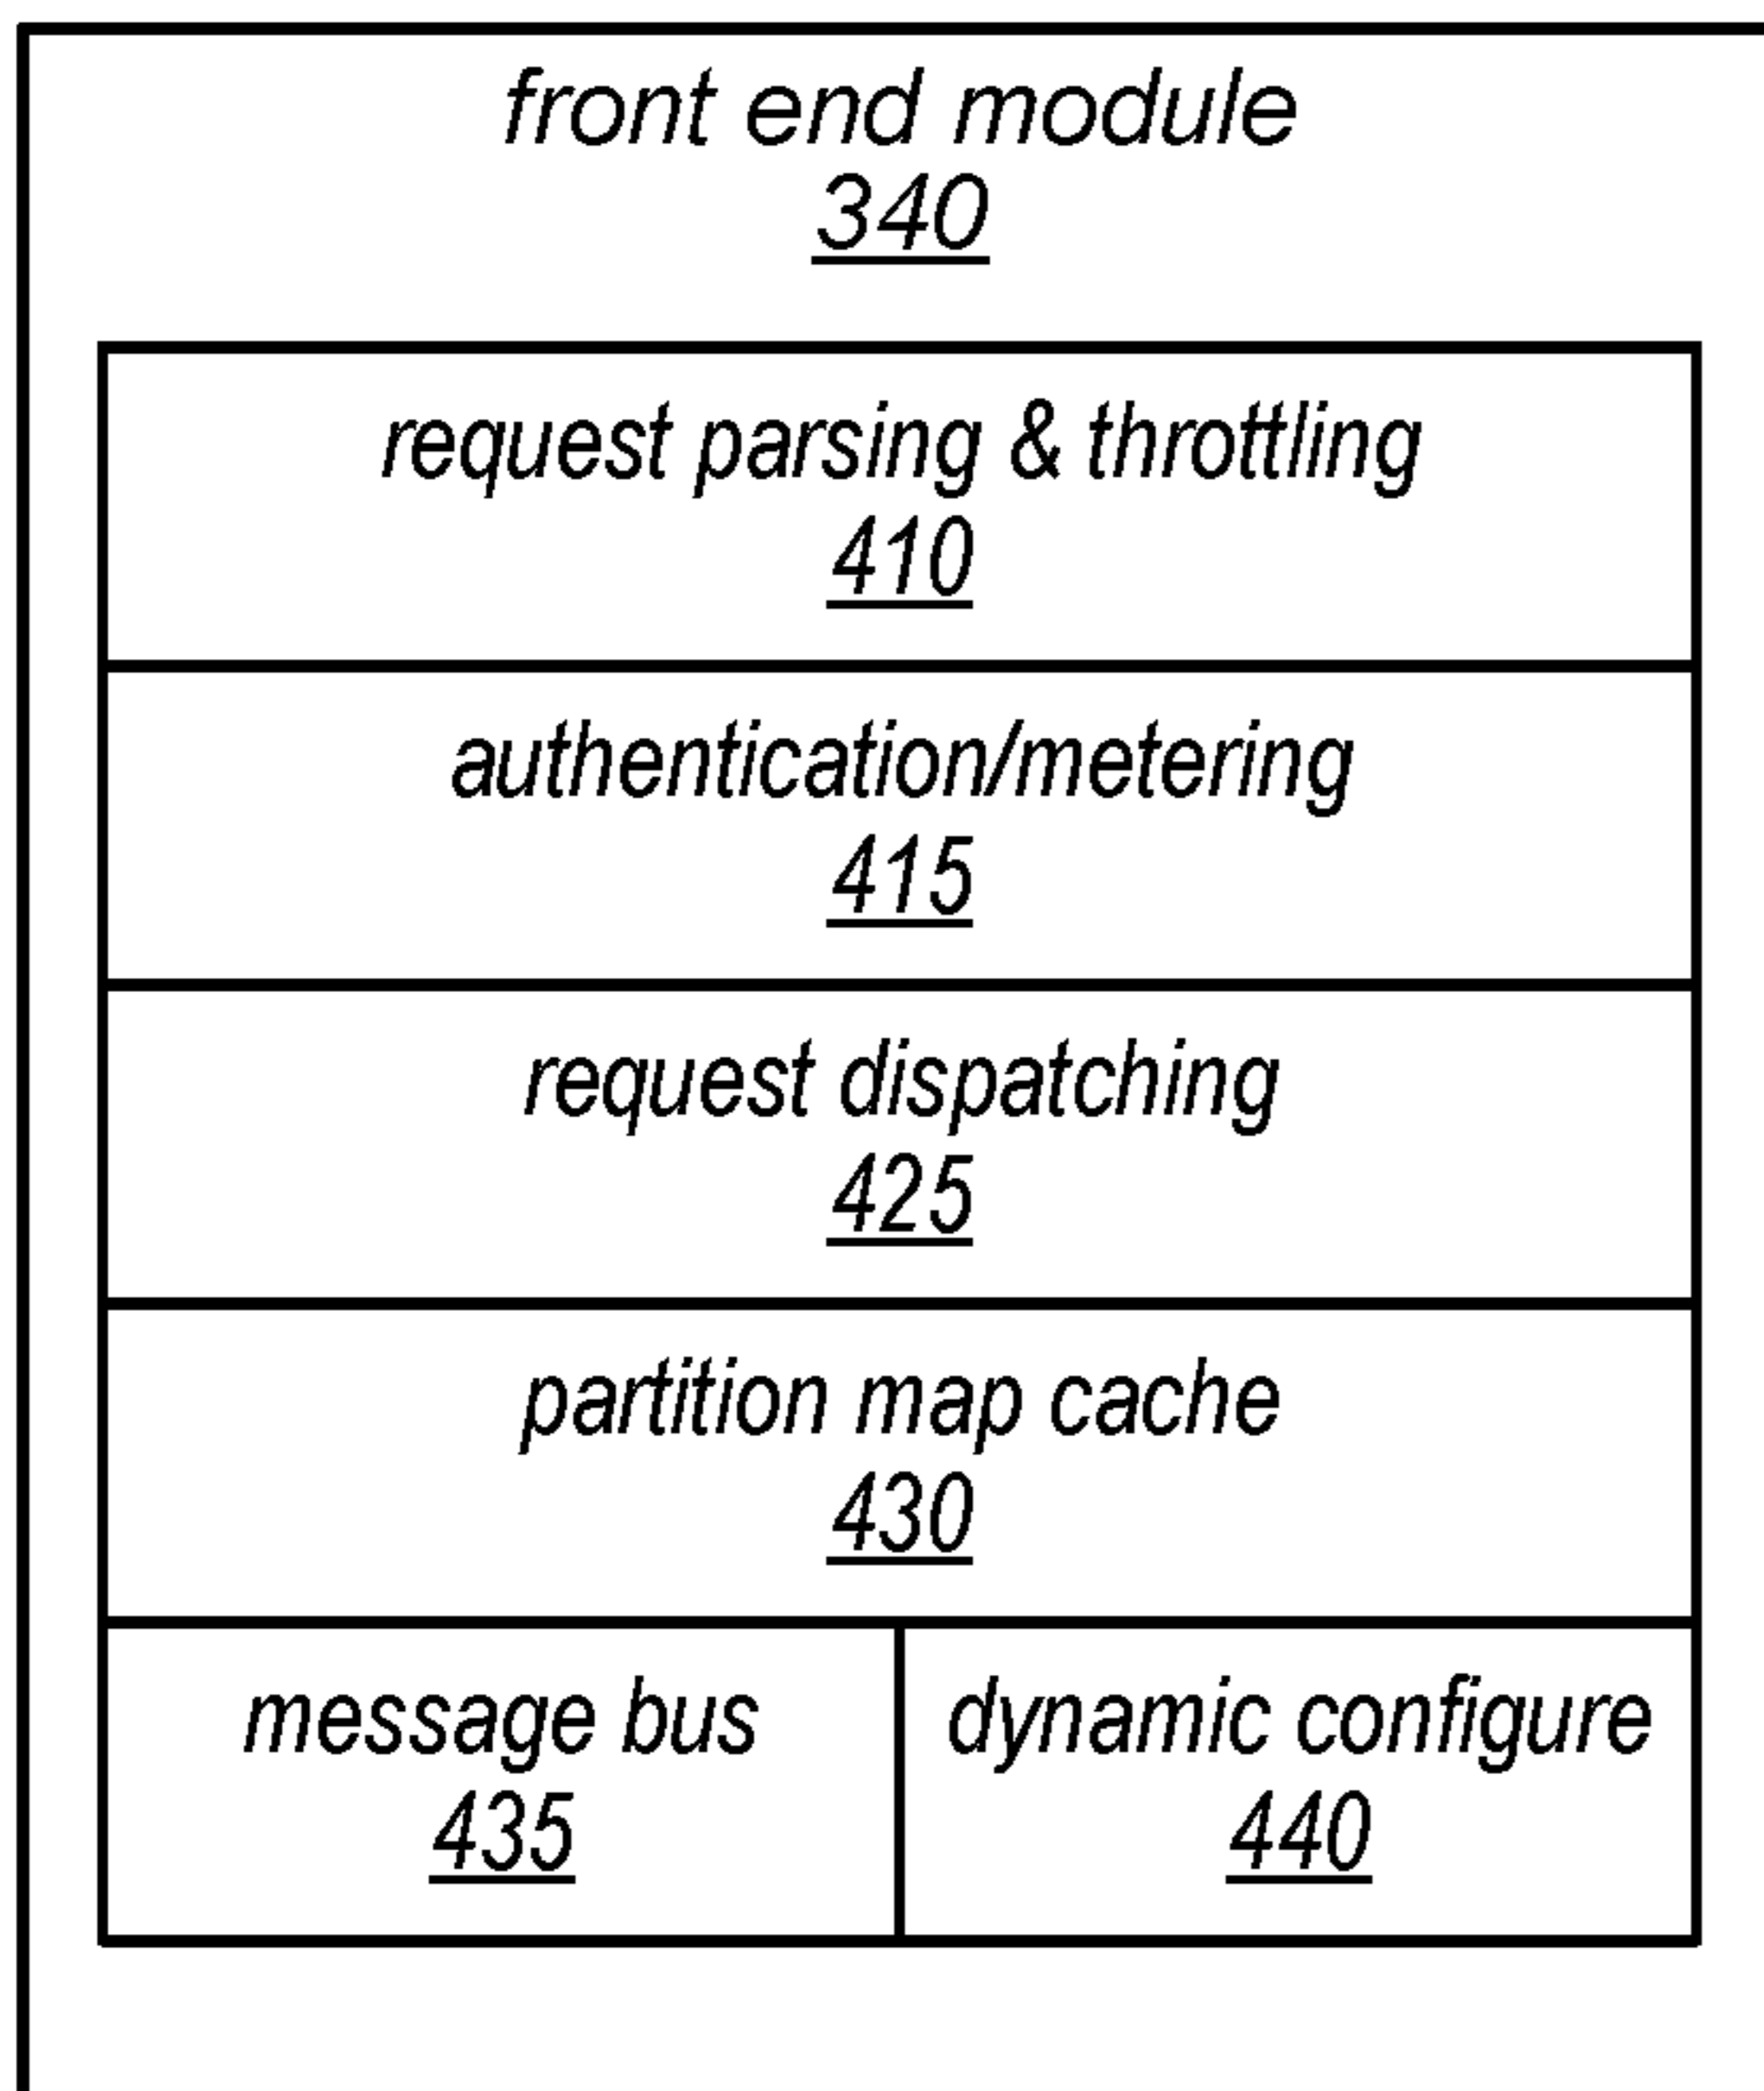 front end module
340
request parsing & throttling
410
authentication/metering
415
request dispatching
425
partition map cache
430
message bus
435
dynamic configure
440